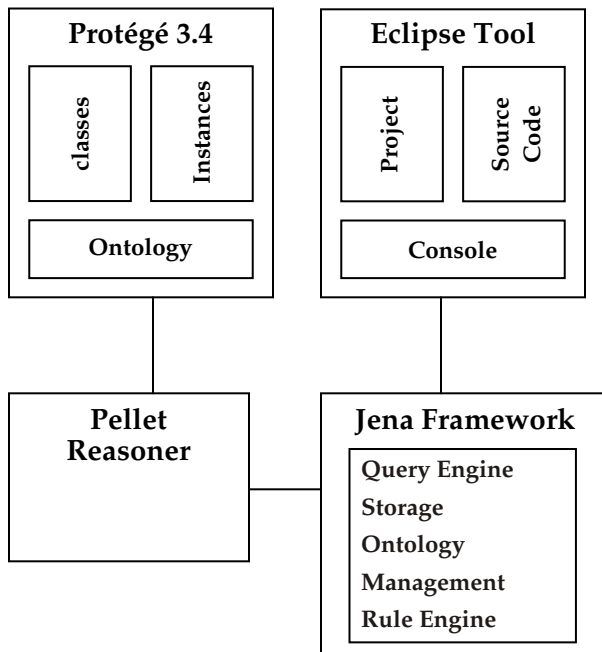 Protégé 3.4
classes
Instances
Ontology
Eclipse Tool
Project
Source
Code
Console
Pellet
Reasoner
Jena Framework
Query Engine
Storage
Ontology
Management
Rule Engine